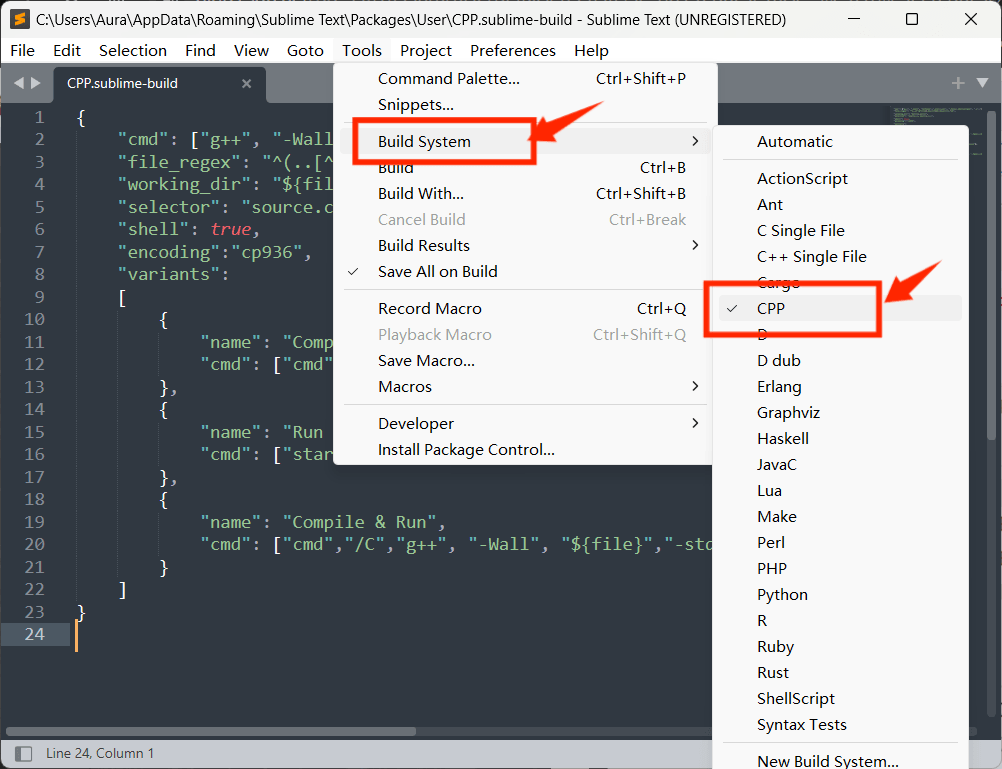 C:\Users\Aura\AppData\Roaming\Sublime Text\Packages\User\CPP.sublime-build - Sublime Text (UNREGISTERED)
File Edit Selection Find View Goto Tools Project Preferences Help
CPP.sublime-build
1 {
2 "cmd": ["g++", "-Wall
3 "file_regex": "^(..[^
4 "working_dir": "${fil
5 "selector": "source.c
6 "shell": true,
7 "encoding":"cp936",
8 "variants":
9 [
10 {
11 "name": "Comp
12 "cmd": ["cmd"
13 },
14 {
15 "name": "Run
16 "cmd": ["star
17 },
18 {
19 "name": "Compile & Run",
20 "cmd": ["cmd","/C","g++", "-Wall", "${file}","-std
21 }
22 ]
23 }
24
Command Palette... Ctrl+Shift+P
Snippets...
Build System
Build Ctrl+B
Build With... Ctrl+Shift+B
Cancel Build Ctrl+Break
Build Results
Save All on Build
Record Macro Ctrl+Q
Playback Macro Ctrl+Shift+Q
Save Macro...
Macros
Developer
Install Package Control...
Automatic
ActionScript
Ant
C Single File
C++ Single File
Cargo
CPP
D
D dub
Erlang
Graphviz
Haskell
JavaC
Lua
Make
Perl
PHP
Python
R
Ruby
Rust
ShellScript
Syntax Tests
New Build System...
Line 24, Column 1